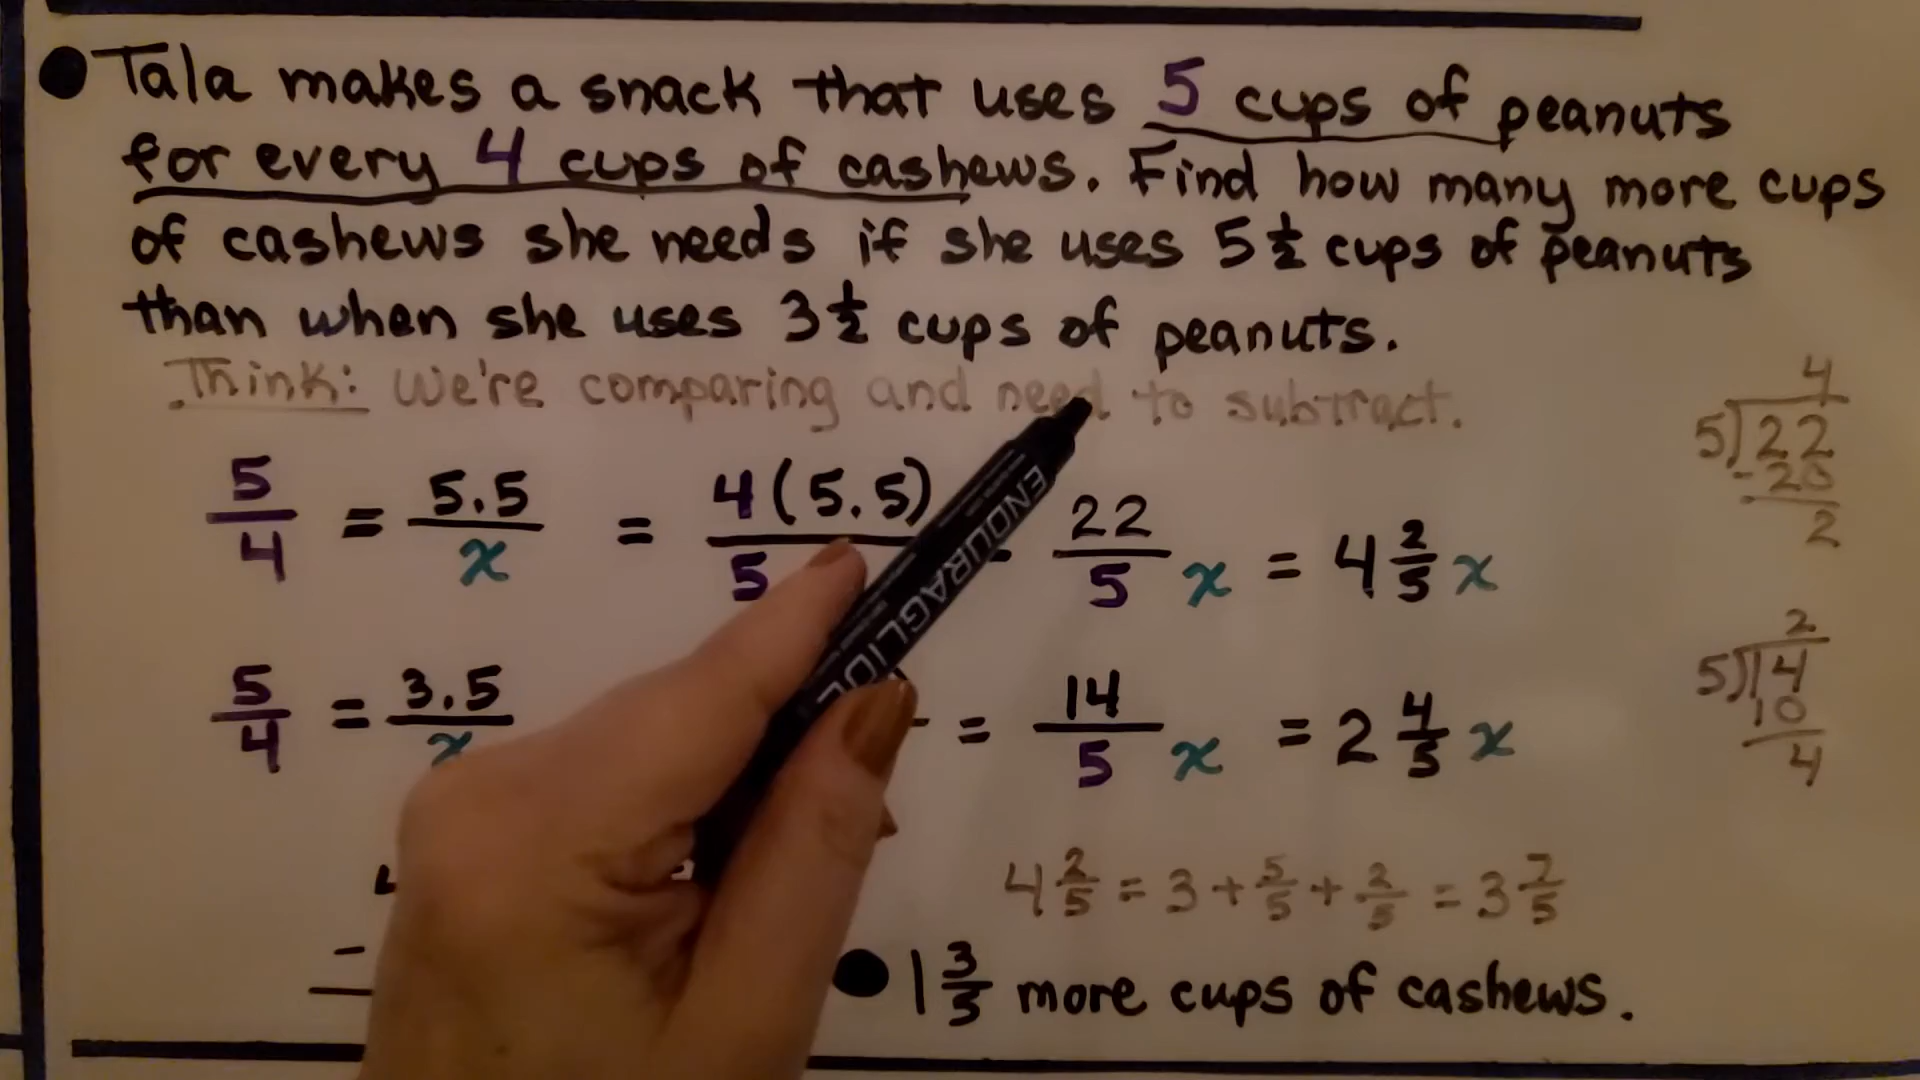 Tala makes a snack that uses 5 cups of peanuts
for every 4 cups of cashews. Find how many more cups
of cashews she needs if she uses 5 1/2 cups of peanuts
than when she uses 3 1/2 cups of peanuts.
Think: We're comparing and need to subtract.
5/4 = 5.5/x = 4(5.5)/5 = 22/5 x = 4 2/5 x
5/4 = 3.5/x = 14/5 x = 2 4/5 x
4 2/5 = 3 + 5/5 + 2/5 = 3 7/5
-
1 3/5 more cups of cashews.
4
5)22
-20
2
2
5)14
10
4
ENDURAGLIDE